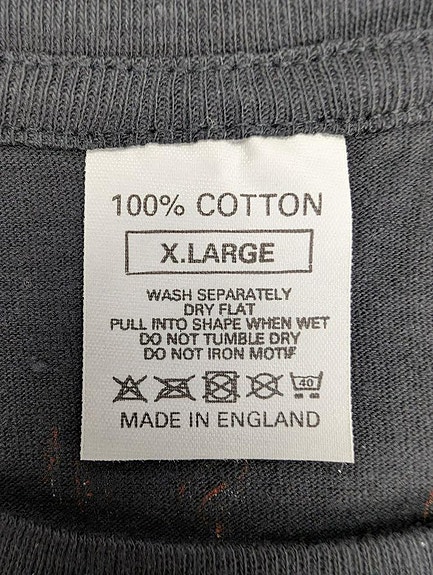 100% COTTON
X.LARGE
WASH SEPARATELY
DRY FLAT
PULL INTO SHAPE WHEN WET
DO NOT TUMBLE DRY
DO NOT IRON MOTIF
40
MADE IN ENGLAND